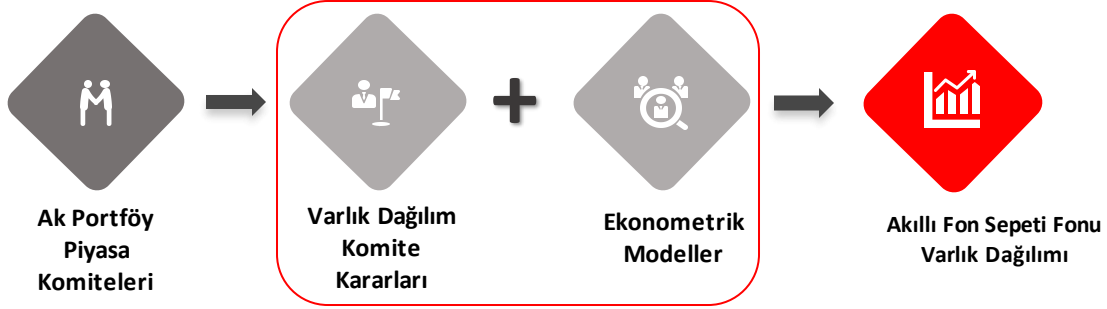 Ak Portföy
Piyasa
Komiteleri
Varlık Dağılım
Komite
Kararları
Ekonometrik
Modeller
Akıllı Fon Sepeti Fonu
Varlık Dağılımı